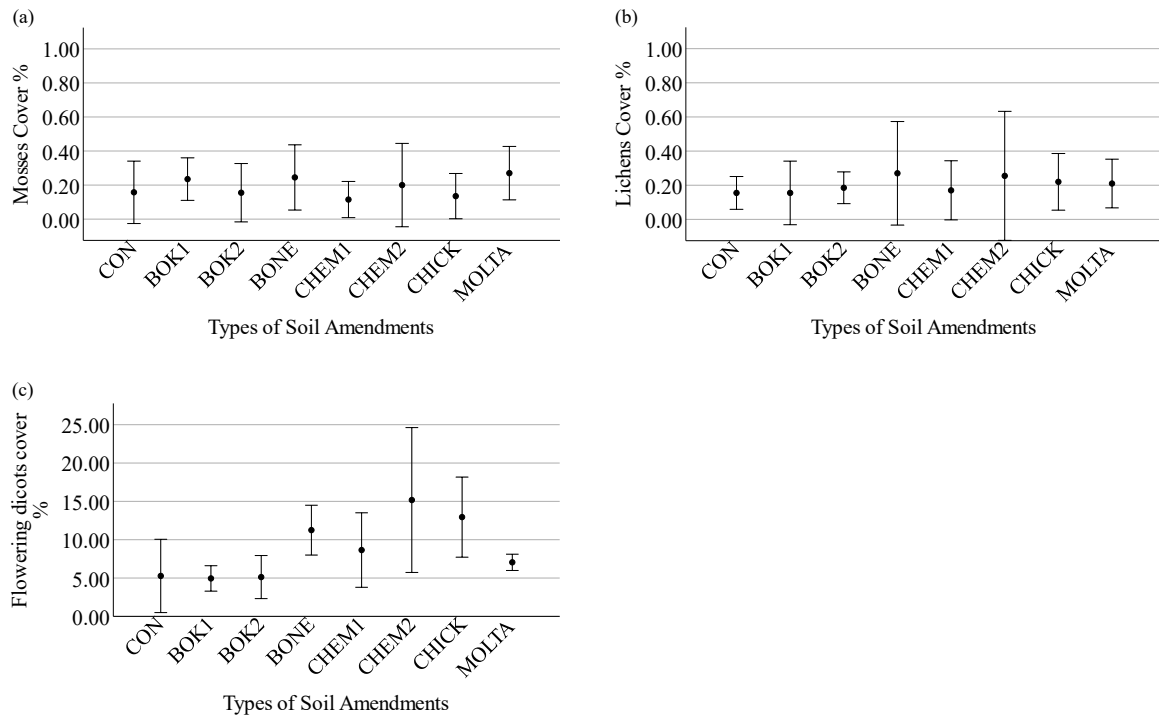 (a)
1.00
0.80
0.60
0.40
0.20
0.00
Mosses Cover %
CON
BOK1
BOK2
BONE
CHEM1
CHEM2
CHICK
MOLTA
Types of Soil Amendments
(b)
1.00
0.80
0.60
0.40
0.20
0.00
Lichens Cover %
CON
BOK1
BOK2
BONE
CHEM1
CHEM2
CHICK
MOLTA
Types of Soil Amendments
(c)
25.00
20.00
15.00
10.00
5.00
0.00
Flowering dicots cover
%
CON
BOK1
BOK2
BONE
CHEM1
CHEM2
CHICK
MOLTA
Types of Soil Amendments